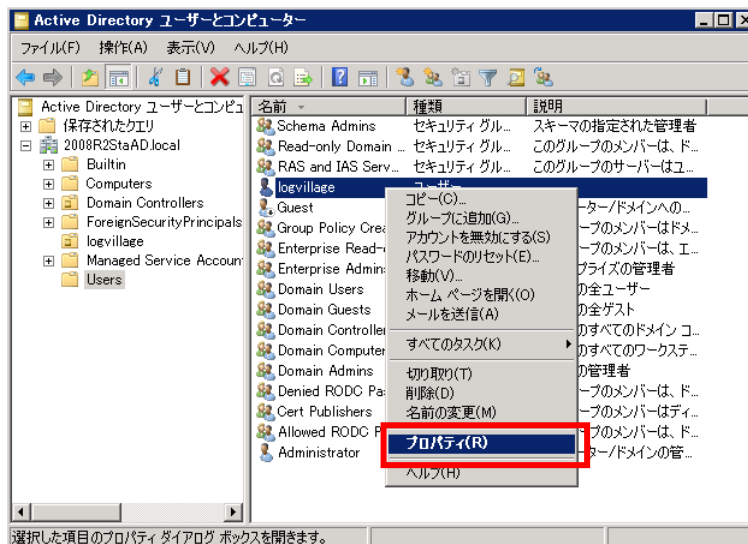 Active Directory ユーザーとコンピューター
ファイル(F) 操作(A) 表示(V) ヘルプ(H)
Active Directory ユーザーとコンピュ
保存されたクエリ
2008R2StaAD.local
Builtin
Computers
Domain Controllers
ForeignSecurityPrincipals
logvillage
Managed Service Accoun
Users
名前 種類 説明
Schema Admins セキュリティ グル... スキーマの指定された管理者
Read-only Domain ... セキュリティ グル... このグループのメンバーは、ド...
RAS and IAS Serv... セキュリティ グル... このグループのサーバーはユ...
logvillage ユーザー
Guest ーター/ドメインへの...
Group Policy Crea ープのメンバーはドメ...
Enterprise Read- ープのメンバーは、エ...
Enterprise Admin プライズの管理者
Domain Users の全ユーザー
Domain Guests の全ゲスト
Domain Controller のすべてのドメイン コ...
Domain Computer のすべてのワークステ...
Domain Admins の管理者
Denied RODC Pa ープのメンバーは、ド...
Cert Publishers ープのメンバーはディ...
Allowed RODC P ープのメンバーは、ド...
Administrator ーター/ドメインの管...
コピー(C)...
グループに追加(G)...
アカウントを無効にする(S)
パスワードのリセット(E)...
移動(V)...
ホーム ページを開く(O)
メールを送信(A)
すべてのタスク(K)
切り取り(T)
削除(D)
名前の変更(M)
プロパティ(R)
ヘルプ(H)
選択した項目のプロパティ ダイアログ ボックスを開きます。